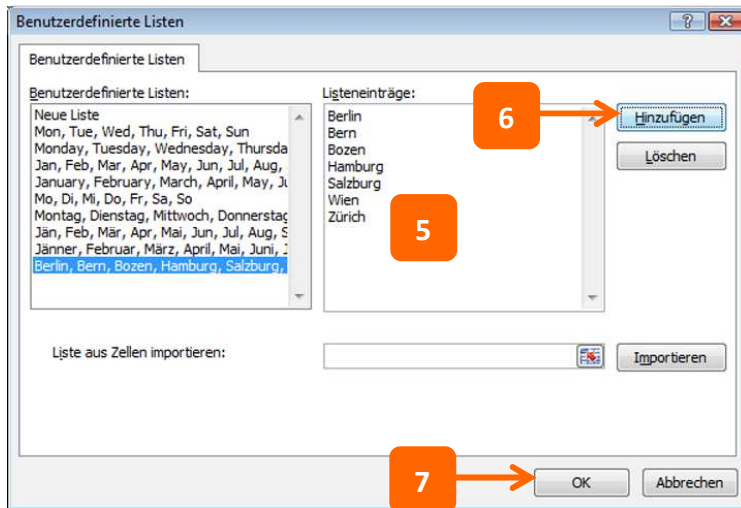 Benutzerdefinierte Listen
Benutzerdefinierte Listen
Benutzerdefinierte Listen:
Neue Liste
Mon, Tue, Wed, Thu, Fri, Sat, Sun
Monday, Tuesday, Wednesday, Thursda
Jan, Feb, Mar, Apr, May, Jun, Jul, Aug,
January, February, March, April, May, Ju
Mo, Di, Mi, Do, Fr, Sa, So
Montag, Dienstag, Mittwoch, Donnerstag
Jän, Feb, Mär, Apr, Mai, Jun, Jul, Aug, S
Jänner, Februar, März, April, Mai, Juni, J
Berlin, Bern, Bozen, Hamburg, Salzburg,
Listeneinträge:
Berlin
Bern
Bozen
Hamburg
Salzburg
Wien
Zürich
5
6
Hinzufügen
Löschen
Liste aus Zellen importieren:
Importieren
7
OK
Abbrechen